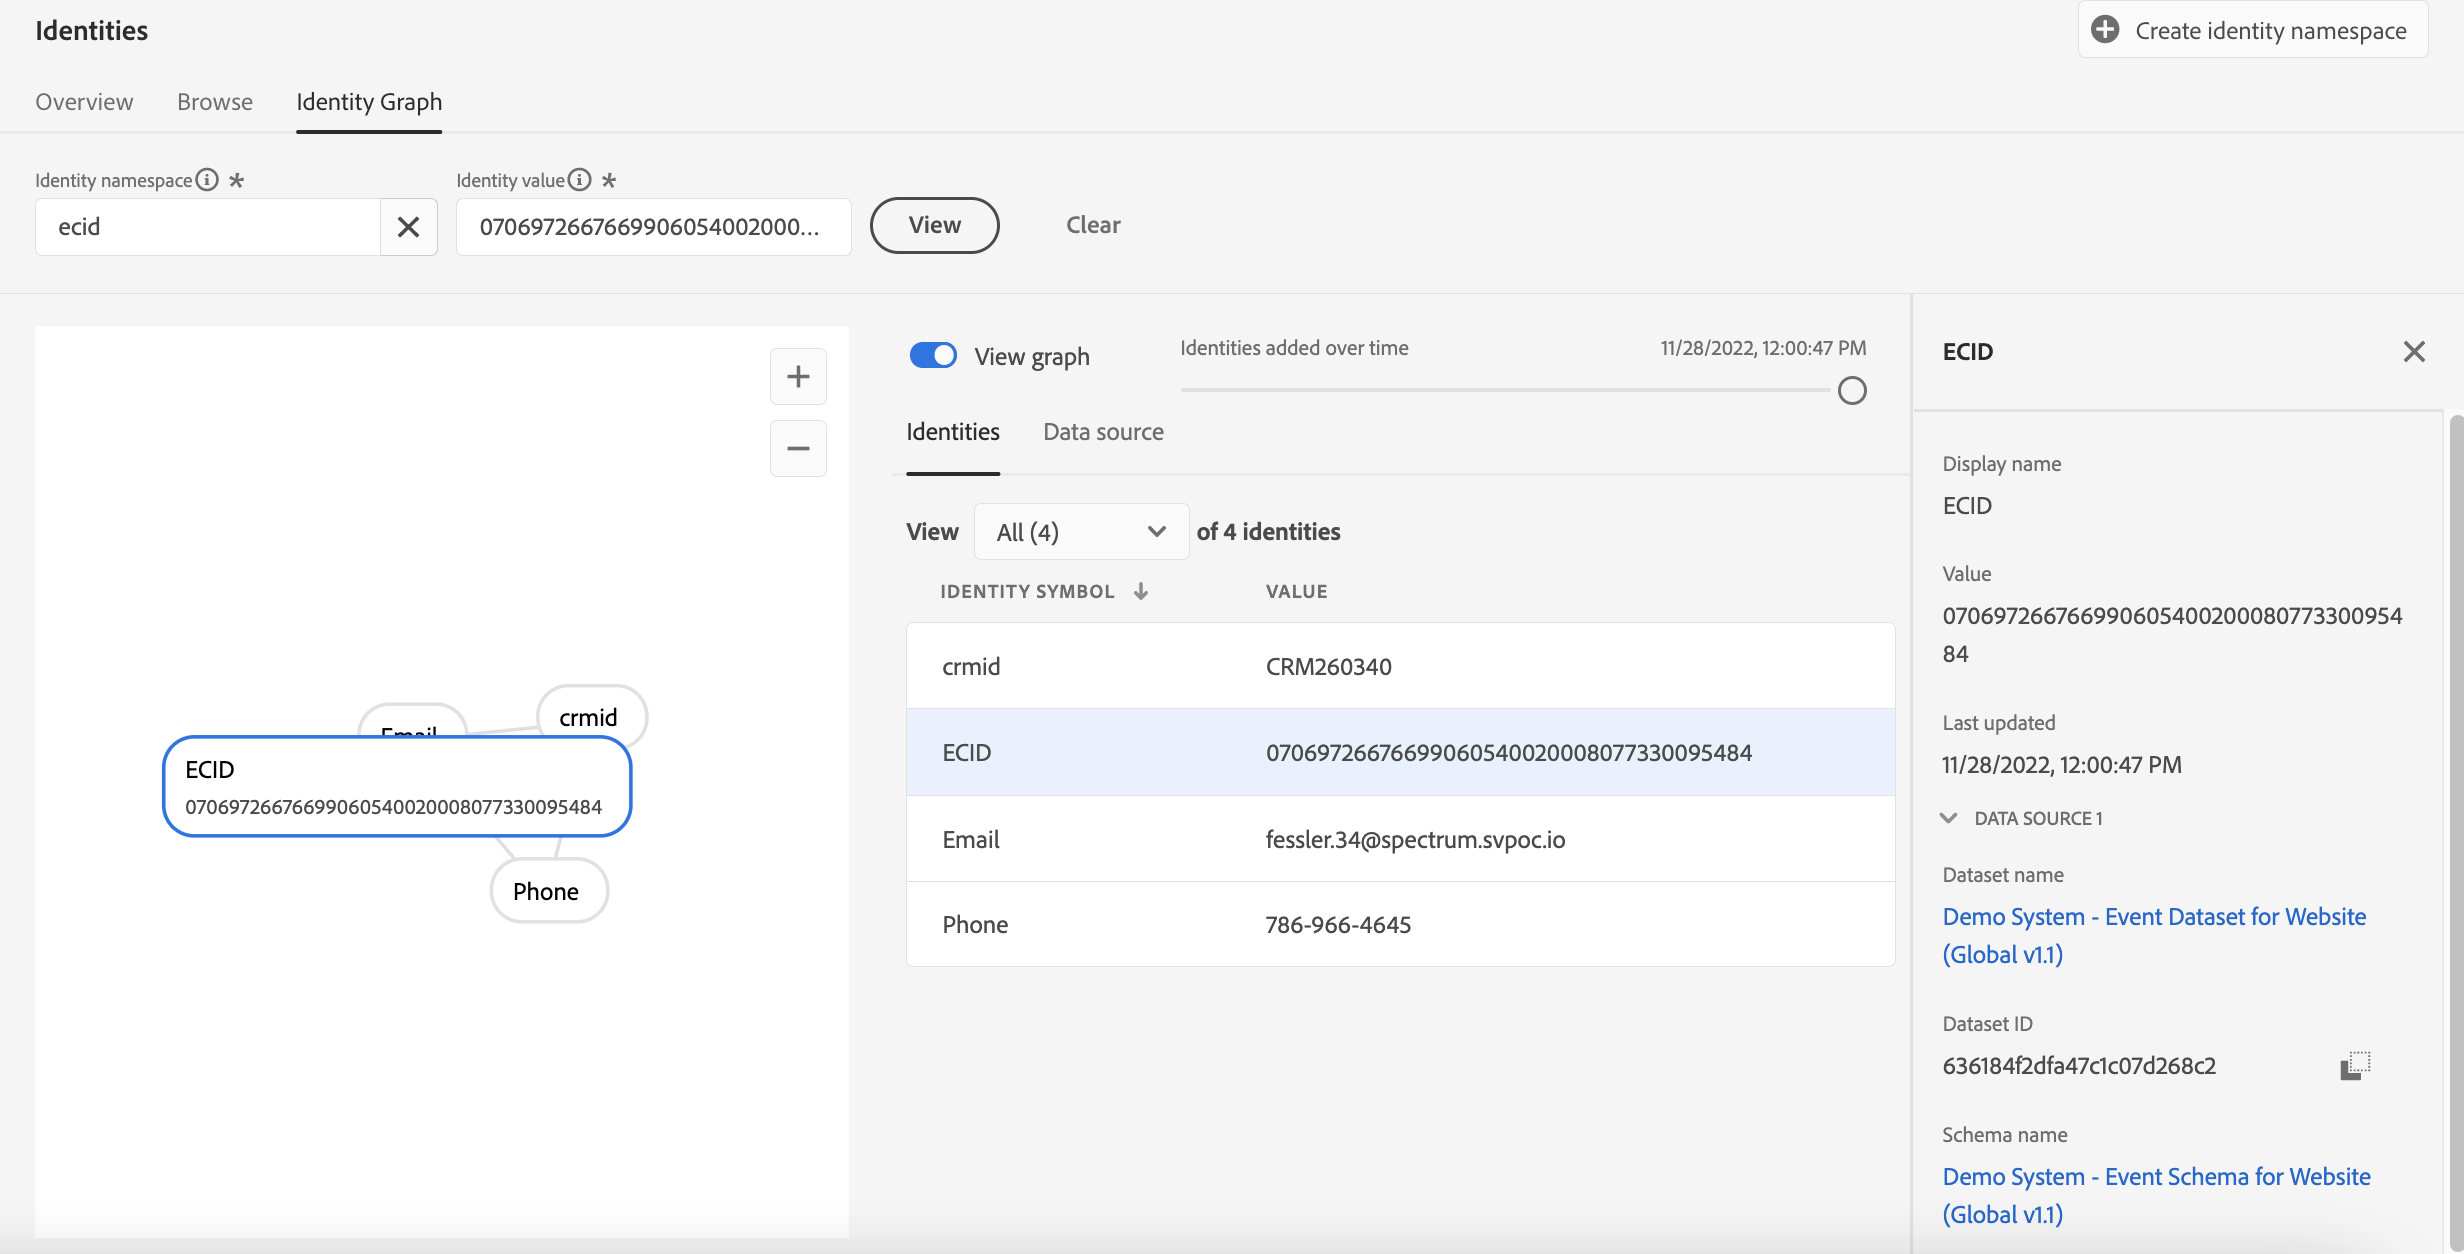 Identities
Create identity namespace
Overview Browse Identity Graph
Identity namespace * Identity value *
ecid 0706972667669906054002000... View Clear
View graph Identities added over time 11/28/2022, 12:00:47 PM
Identities Data source
View All (4) of 4 identities
IDENTITY SYMBOL VALUE
crmid CRM260340
ECID 07069726676699060540020008077330095484
Email fessler.34@spectrum.svpoc.io
Phone 786-966-4645
Email
crmid
ECID
07069726676699060540020008077330095484
Phone
ECID
Display name
ECID
Value
070697266766990605400200080773300954
84
Last updated
11/28/2022, 12:00:47 PM
DATA SOURCE 1
Dataset name
Demo System - Event Dataset for Website
(Global v1.1)
Dataset ID
636184f2dfa47c1c07d268c2
Schema name
Demo System - Event Schema for Website
(Global v1.1)